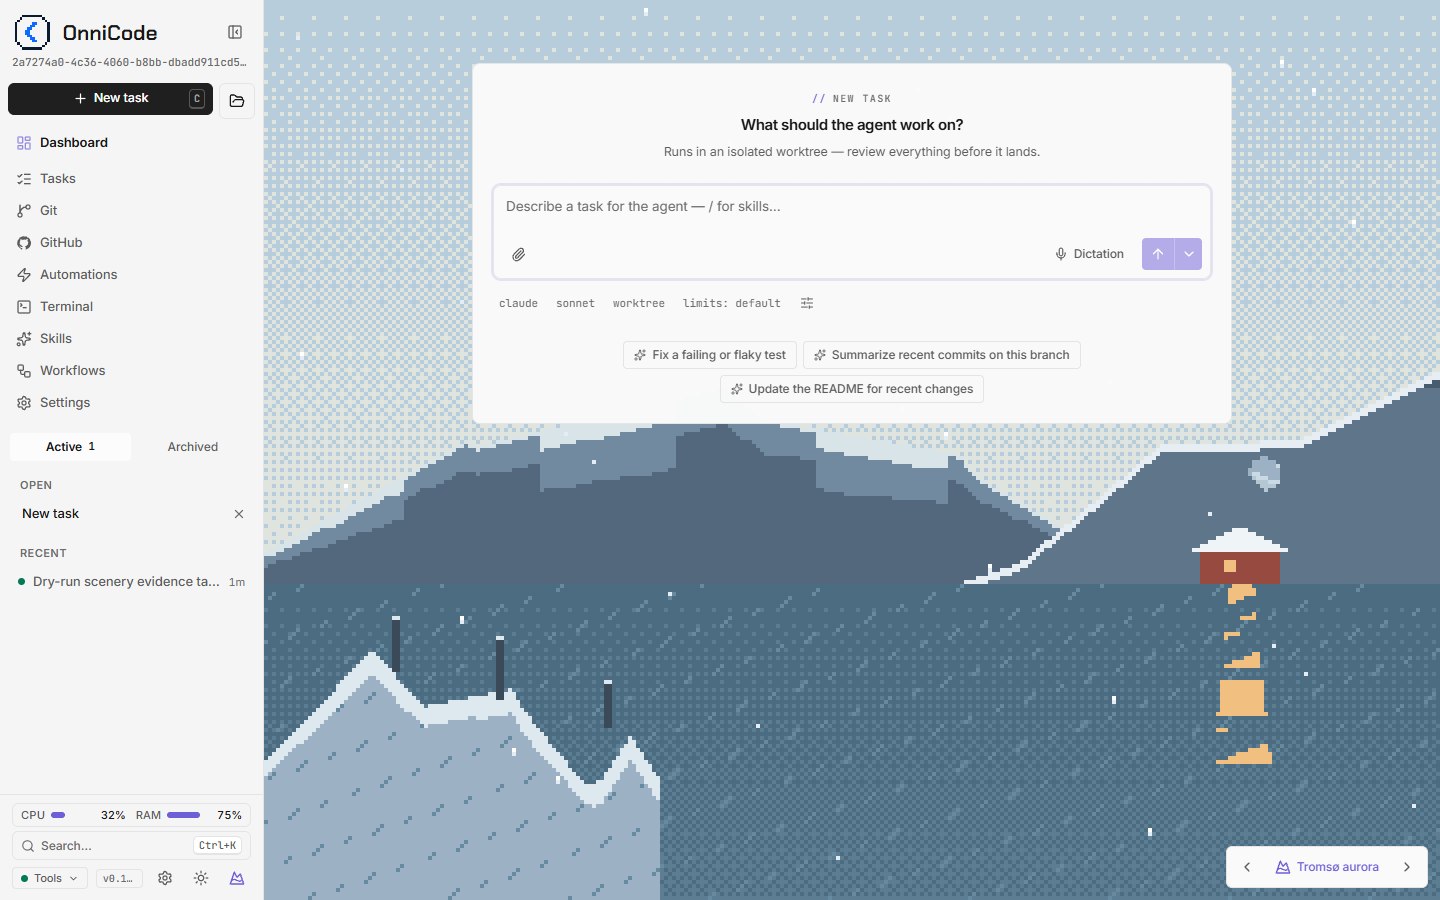 OnniCode
2a7274a0-4c36-4060-b8bb-dbadd911cd5…
New task C
Dashboard
Tasks
Git
GitHub
Automations
Terminal
Skills
Workflows
Settings
Active 1 Archived
OPEN
New task
RECENT
Dry-run scenery evidence ta... 1m
CPU 32% RAM 75%
Search... Ctrl+K
Tools v0.1…
// NEW TASK
What should the agent work on?
Runs in an isolated worktree — review everything before it lands.
Describe a task for the agent — / for skills...
Dictation
claude sonnet worktree limits: default
Fix a failing or flaky test Summarize recent commits on this branch
Update the README for recent changes
Tromsø aurora